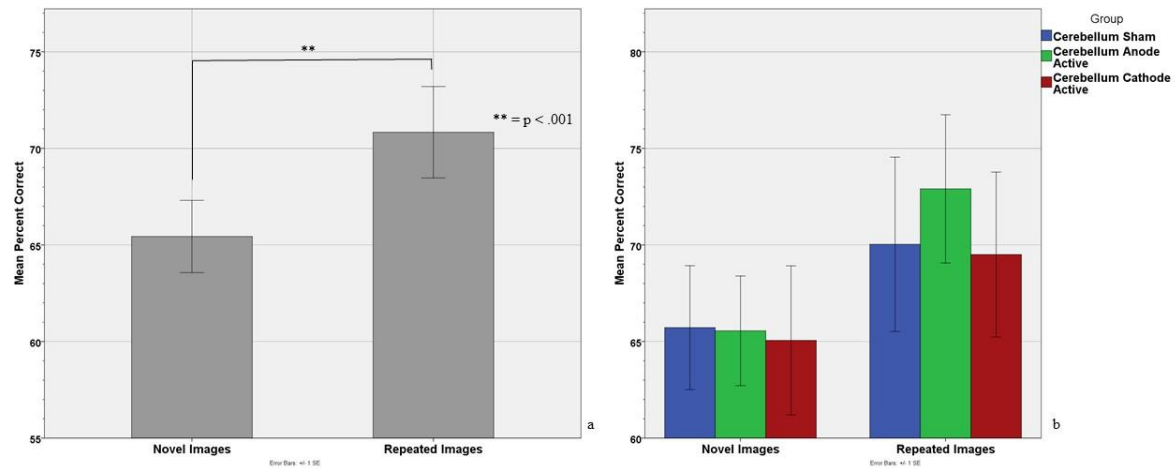 **
** = p < .001
75
70
65
60
55
Mean Percent Correct
Novel Images
Repeated Images
Error Bars: +/- 1 SE
a
Group
Cerebellum Sham
Cerebellum Anode
Active
Cerebellum Cathode
Active
80
75
70
65
60
Mean Percent Correct
Novel Images
Repeated Images
Error Bars: +/- 1 SE
b